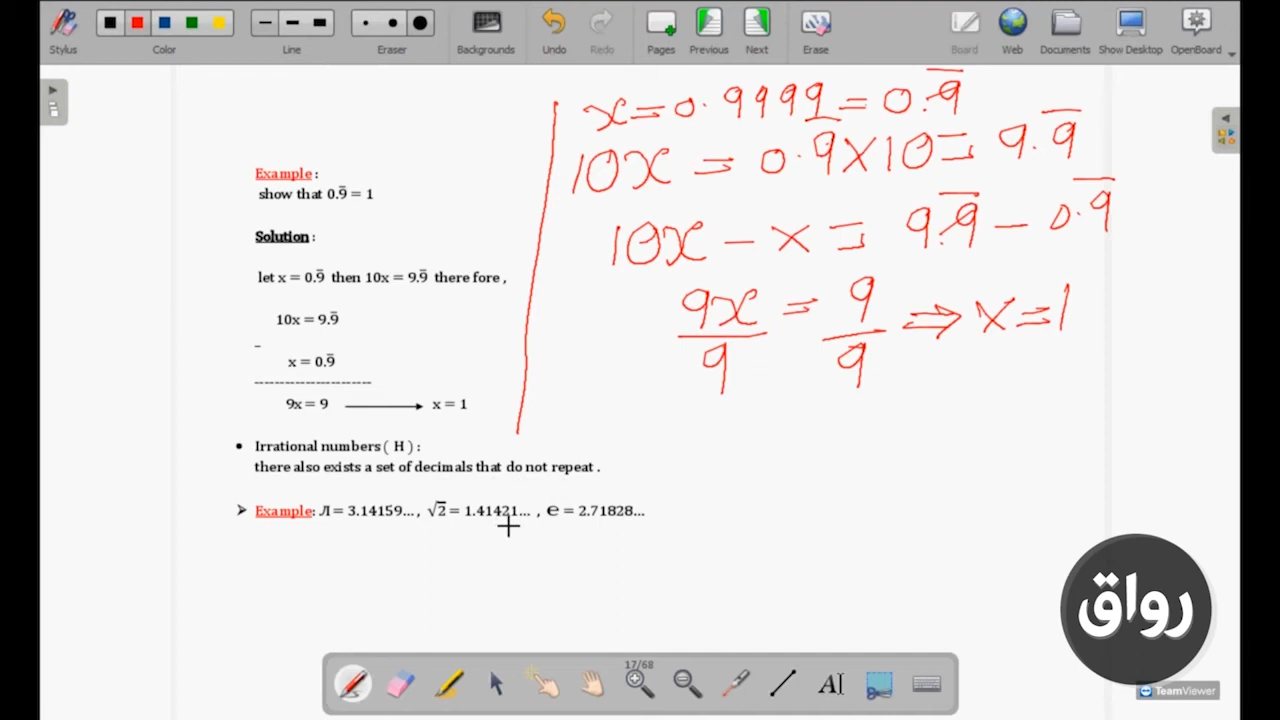 Stylus Color Line Eraser Backgrounds Undo Redo Pages Previous Next Erase Board Web Documents Show Desktop OpenBoard
Example :
show that 0.9̅ = 1
Solution :
let x = 0.9̅ then 10x = 9.9̅ there fore ,
10x = 9.9̅
–
x = 0.9̅
----------------------
9x = 9 ⟶ x = 1
x = 0.9999 = 0.9̅
10x = 0.9 × 10 = 9.9̅
10x – x = 9.9̅ – 0.9̅
9x/9 = 9/9 ⇒ x = 1
• Irrational numbers ( H ) :
there also exists a set of decimals that do not repeat .
➢ Example: Л = 3.14159... , √2 = 1.41421... , e = 2.71828...
رواق
17/68
AI
TeamViewer